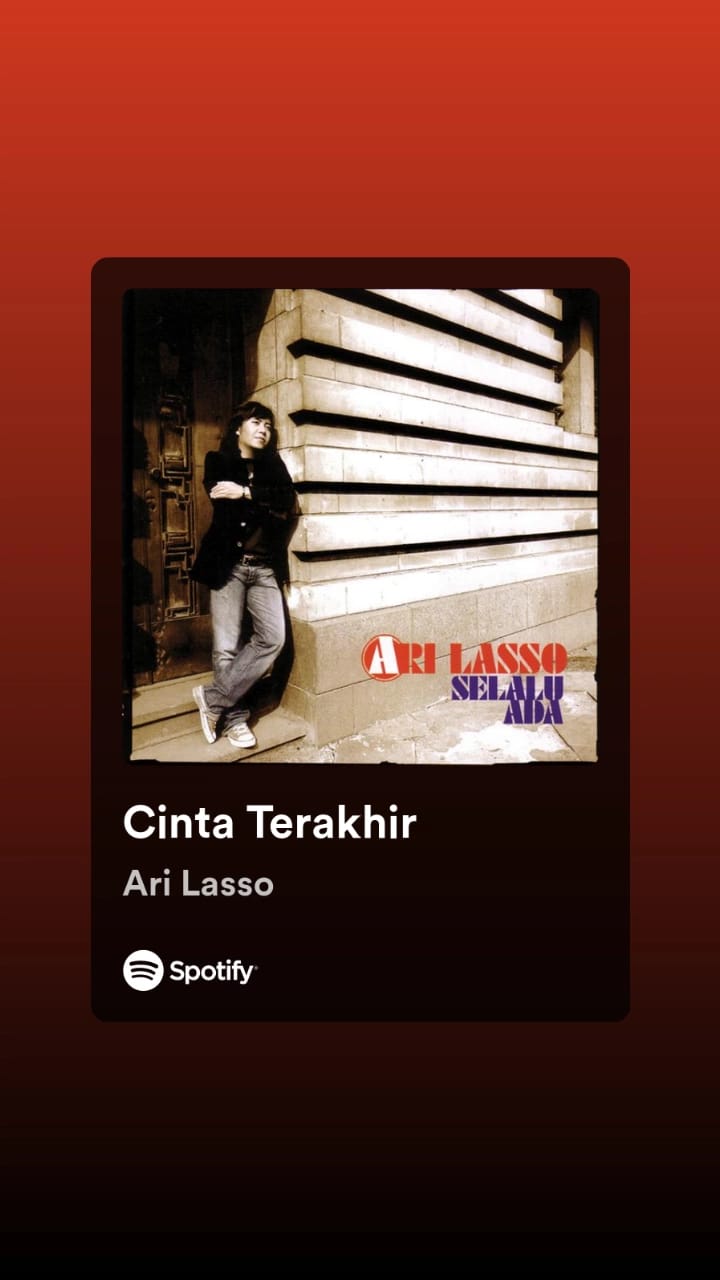 ARI LASSO
SELALU
ADA
Cinta Terakhir
Ari Lasso
Spotify